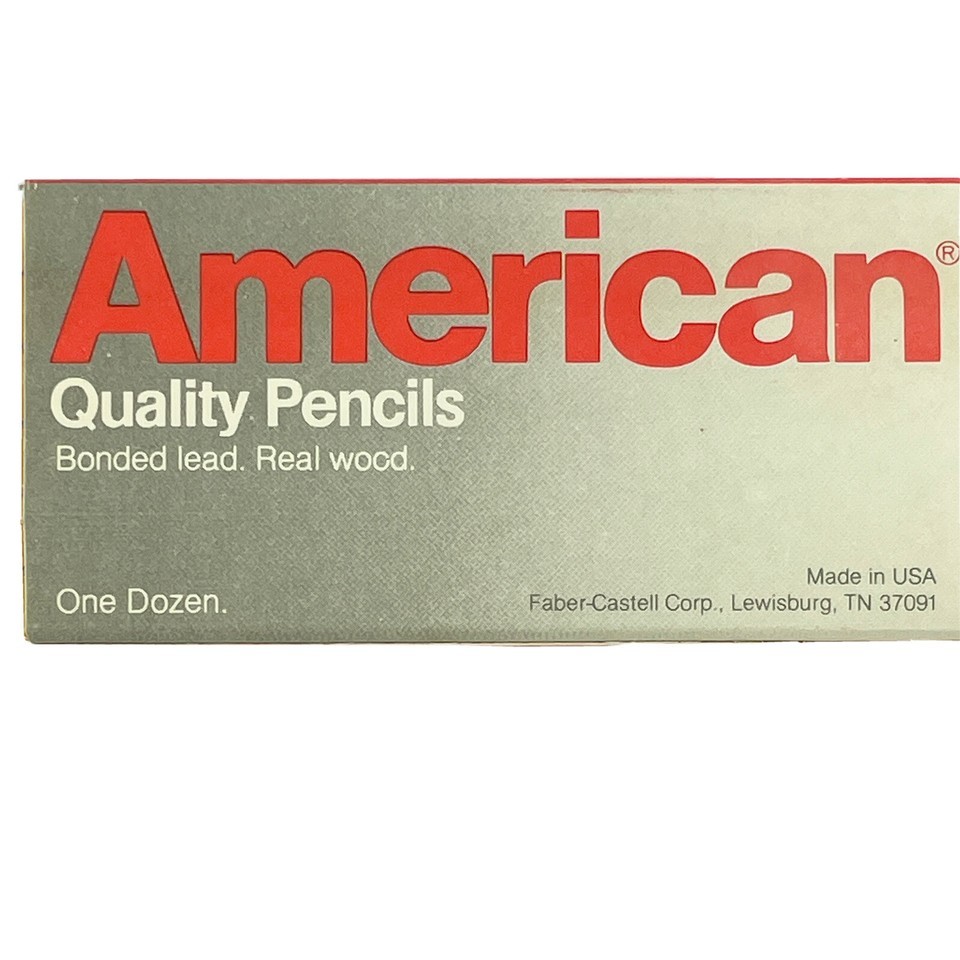 American®
Quality Pencils
Bonded lead. Real wood.
One Dozen.
Made in USA
Faber-Castell Corp., Lewisburg, TN 37091